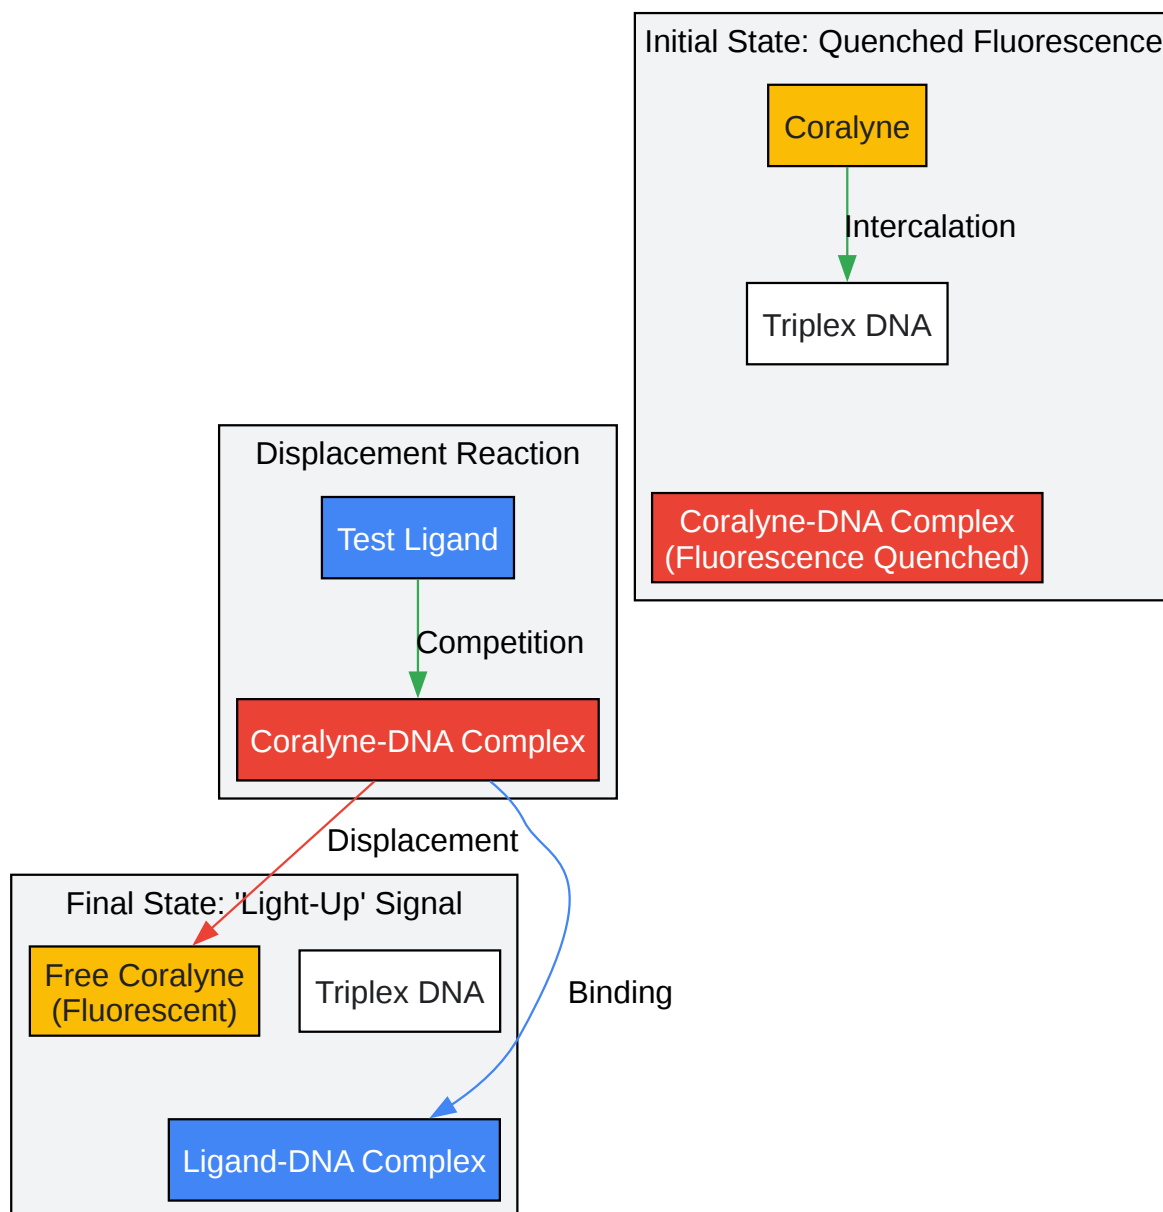 Initial State: Quenched Fluorescence
Coralyne
Intercalation
Triplex DNA
Coralyne-DNA Complex
(Fluorescence Quenched)
Displacement Reaction
Test Ligand
Competition
Coralyne-DNA Complex
Displacement
Final State: 'Light-Up' Signal
Free Coralyne
(Fluorescent)
Triplex DNA
Binding
Ligand-DNA Complex